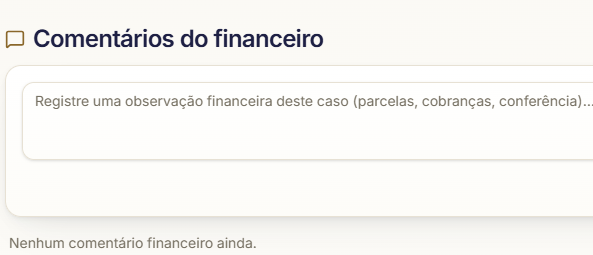 Comentários do financeiro
Registre uma observação financeira deste caso (parcelas, cobranças, conferência)...
Nenhum comentário financeiro ainda.